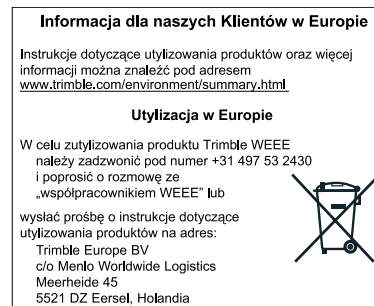 Informacja dla naszych Klientów w Europie
Instrukcje dotyczące utylizowania produktów oraz więcej
informacji można znaleźć pod adresem
www.trimble.com/environment/summary.html
Utylizacja w Europie
W celu zutylizowania produktu Trimble WEEE
należy zadzwonić pod numer +31 497 53 2430
i poprosić o rozmowę ze
„współpracownikiem WEEE” lub
wysłać prośbę o instrukcje dotyczące
utylizowania produktów na adres:
Trimble Europe BV
c/o Menlo Worldwide Logistics
Meerheide 45
5521 DZ Eersel, Holandia